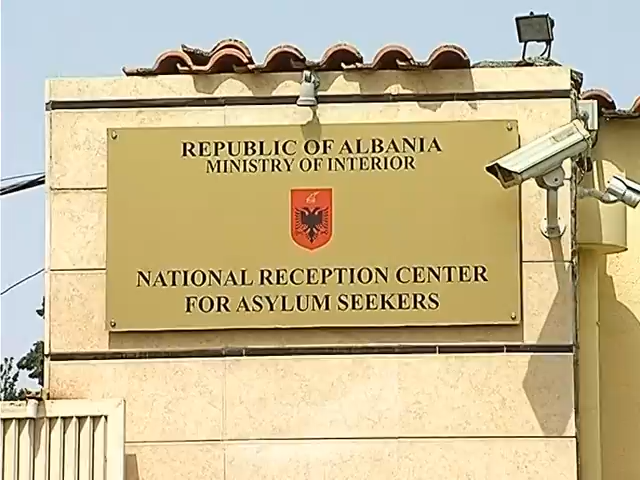 REPUBLIC OF ALBANIA
MINISTRY OF INTERIOR
NATIONAL RECEPTION CENTER
FOR ASYLUM SEEKERS